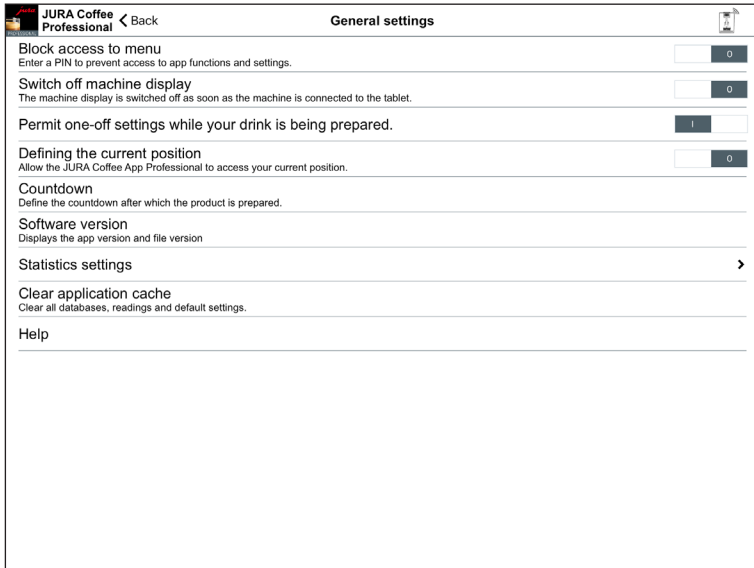 jura
PROFESSIONAL
JURA Coffee
Professional
Back
General settings
Block access to menu
O
Enter a PIN to prevent access to app functions and settings.
Switch off machine display
O
The machine display is switched off as soon as the machine is connected to the tablet.
Permit one-off settings while your drink is being prepared.
I
Defining the current position
O
Allow the JURA Coffee App Professional to access your current position.
Countdown
Define the countdown after which the product is prepared.
Software version
Displays the app version and file version
Statistics settings
Clear application cache
Clear all databases, readings and default settings.
Help